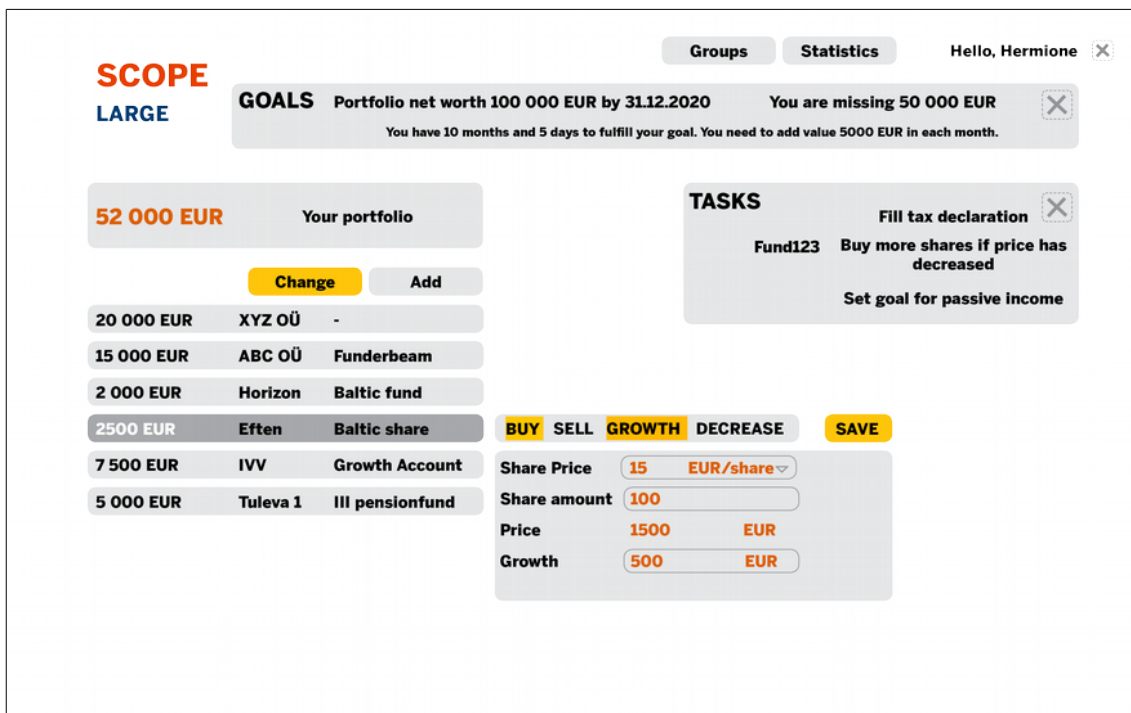 Groups Statistics Hello, Hermione
SCOPE
LARGE
GOALS Portfolio net worth 100 000 EUR by 31.12.2020 You are missing 50 000 EUR
You have 10 months and 5 days to fulfill your goal. You need to add value 5000 EUR in each month.
52 000 EUR Your portfolio
TASKS
Fill tax declaration
Fund123 Buy more shares if price has
decreased
Set goal for passive income
Change Add
20 000 EUR XYZ OÜ -
15 000 EUR ABC OÜ Funderbeam
2 000 EUR Horizon Baltic fund
2500 EUR Eften Baltic share
7 500 EUR IVV Growth Account
5 000 EUR Tuleva 1 III pensionfund
BUY SELL GROWTH DECREASE SAVE
Share Price 15 EUR/share
Share amount 100
Price 1500 EUR
Growth 500 EUR